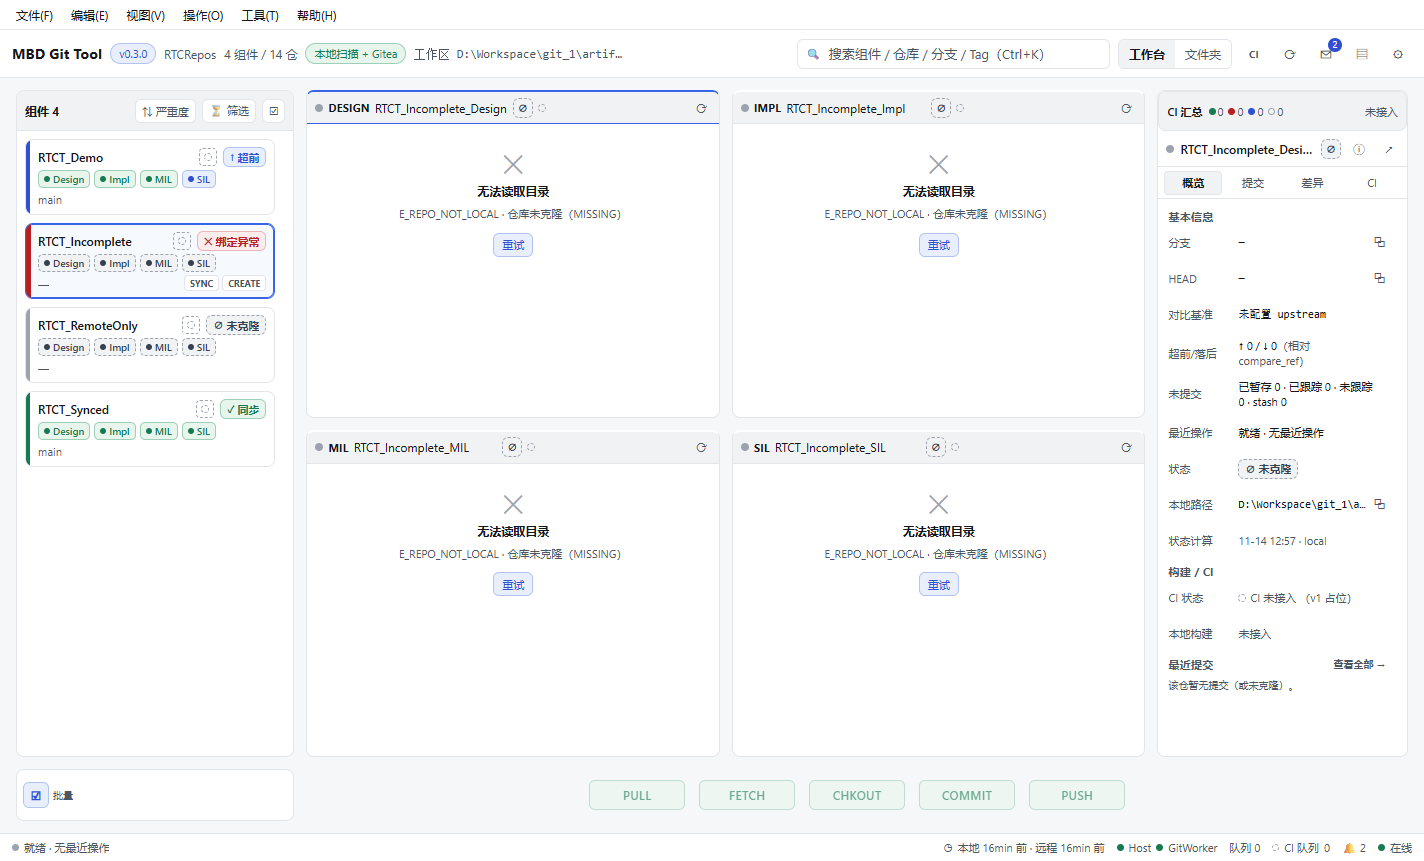 文件(F) 编辑(E) 视图(V) 操作(O) 工具(T) 帮助(H)
MBD Git Tool v0.3.0 RTCRepos 4 组件 / 14 仓 本地扫描 + Gitea 工作区 D:\Workspace\git_1\artif… 搜索组件 / 仓库 / 分支 / Tag（Ctrl+K） 工作台 文件夹 CI 2
组件 4 严重度 筛选
RTCT_Demo ↑ 超前
Design Impl MIL SIL
main
RTCT_Incomplete 绑定异常
Design Impl MIL SIL
— SYNC CREATE
RTCT_RemoteOnly 未克隆
Design Impl MIL SIL
—
RTCT_Synced ✓ 同步
Design Impl MIL SIL
main
批量
DESIGN RTCT_Incomplete_Design
无法读取目录
E_REPO_NOT_LOCAL · 仓库未克隆（MISSING）
重试
IMPL RTCT_Incomplete_Impl
无法读取目录
E_REPO_NOT_LOCAL · 仓库未克隆（MISSING）
重试
MIL RTCT_Incomplete_MIL
无法读取目录
E_REPO_NOT_LOCAL · 仓库未克隆（MISSING）
重试
SIL RTCT_Incomplete_SIL
无法读取目录
E_REPO_NOT_LOCAL · 仓库未克隆（MISSING）
重试
PULL FETCH CHKOUT COMMIT PUSH
CI 汇总 0 0 0 0 未接入
RTCT_Incomplete_Desi…
概览 提交 差异 CI
基本信息
分支 —
HEAD —
对比基准 未配置 upstream
超前/落后 ↑ 0 / ↓ 0（相对
compare_ref)
未提交 已暂存 0 · 已跟踪 0 · 未跟踪
0 · stash 0
最近操作 就绪 · 无最近操作
状态 未克隆
本地路径 D:\Workspace\git_1\a…
状态计算 11-14 12:57 · local
构建 / CI
CI 状态 CI 未接入 （v1 占位）
本地构建 未接入
最近提交 查看全部 →
该仓暂无提交（或未克隆）。
就绪 · 无最近操作 本地 16min 前 · 远程 16min 前 Host GitWorker 队列 0 CI 队列 0 2 在线